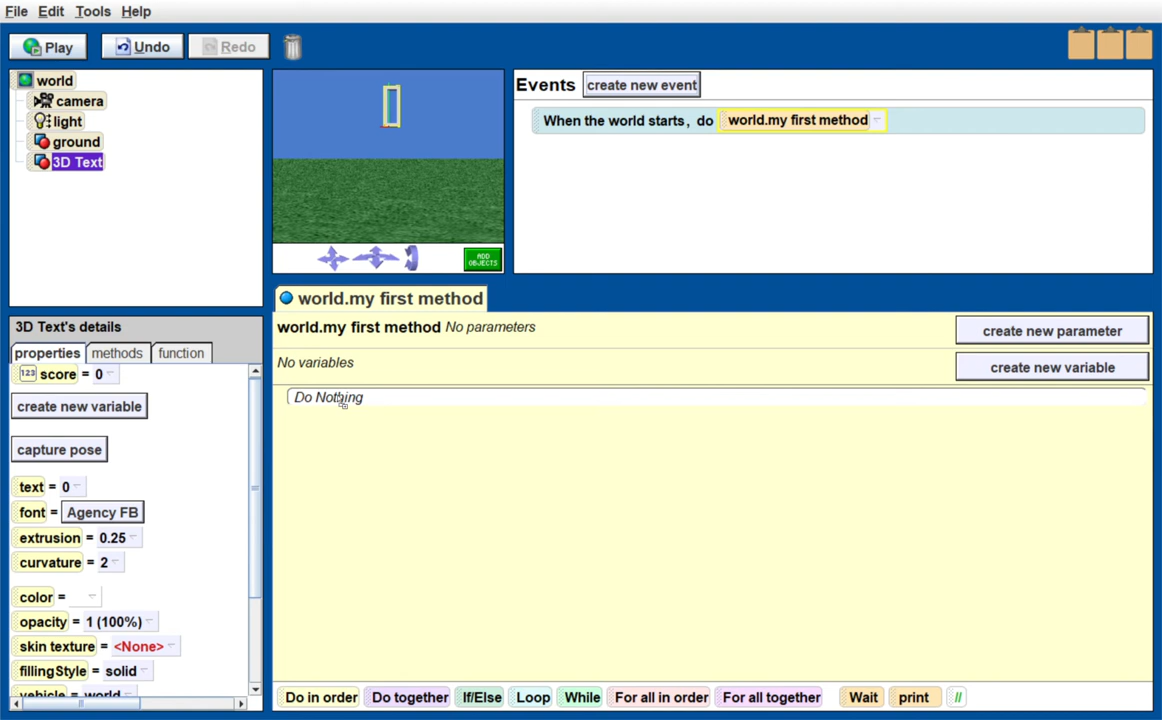 File Edit Tools Help
Play Undo Redo
world
camera
light
ground
3D Text
ADD
OBJECTS
Events create new event
When the world starts, do world.my first method
3D Text's details
properties methods function
123 score = 0
create new variable
capture pose
text = 0
font = Agency FB
extrusion = 0.25
curvature = 2
color =
opacity = 1 (100%)
skin texture = <None>
fillingStyle = solid
vehicle = world
world.my first method
world.my first method No parameters
create new parameter
No variables
create new variable
Do Nothing
Do in order Do together If/Else Loop While For all in order For all together Wait print //